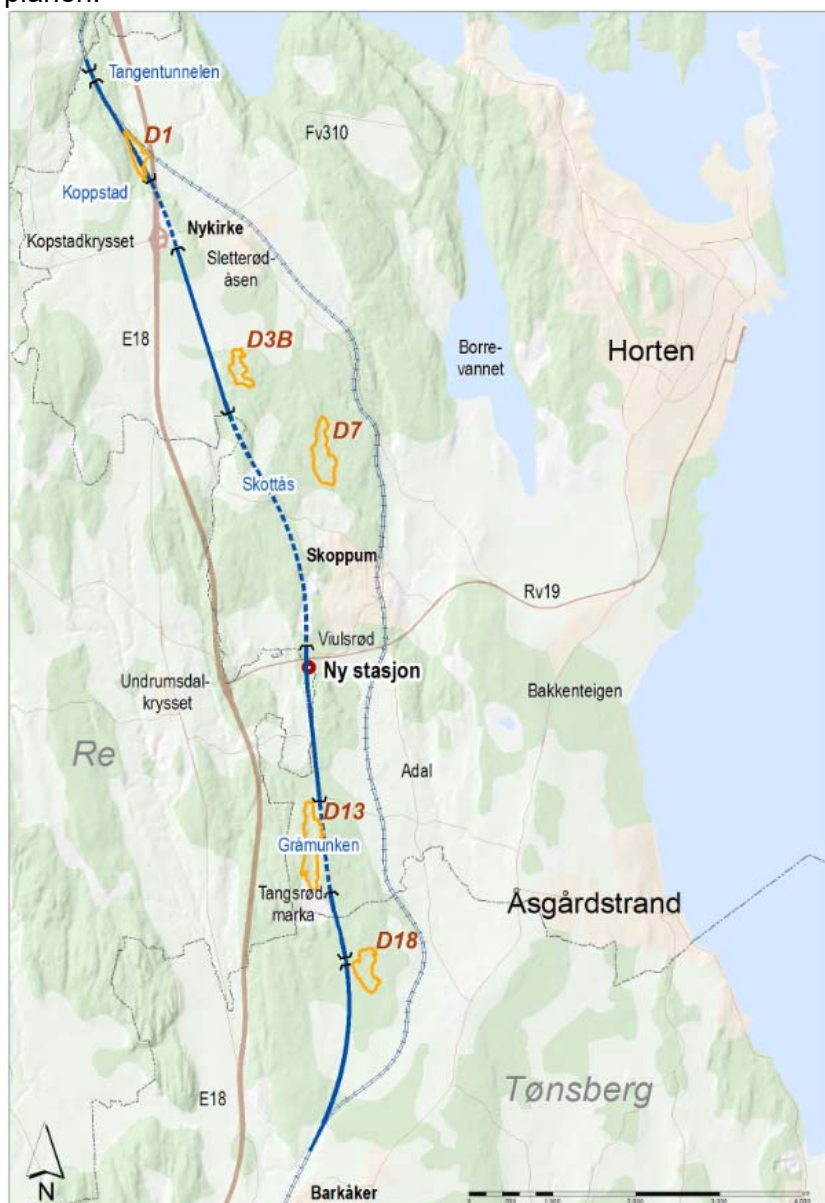 planen.
Tangentunnelen
D1
Fv310
Koppstad
Nykirke
Kopstadkrysset
Sletterød-
åsen
E18
D3B
Borre-
vannet
Horten
D7
Skottås
Skoppum
Rv19
Viulsrød
Ny stasjon
Undrumsdal-
krysset
Bakkenteigen
Re
Adal
D13
Gråmunken
Tangsrød
marka
Åsgårdstrand
D18
E18
Tønsberg
N
Barkåker